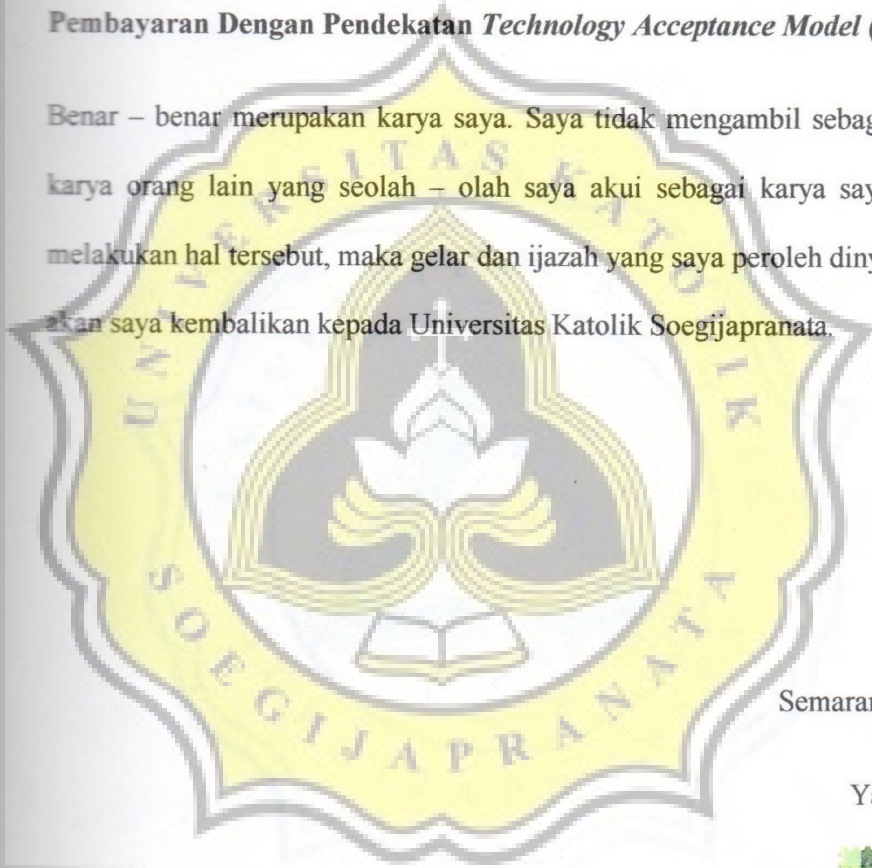 Pembayaran Dengan Pendekatan Technology Acceptance Model (
Benar – benar merupakan karya saya. Saya tidak mengambil sebag
karya orang lain yang seolah – olah saya akui sebagai karya say
melakukan hal tersebut, maka gelar dan ijazah yang saya peroleh diny
akan saya kembalikan kepada Universitas Katolik Soegijapranata.
UNIVERSITAS KATOLIK
SOEGIJAPRANATA
Semaran
Ya